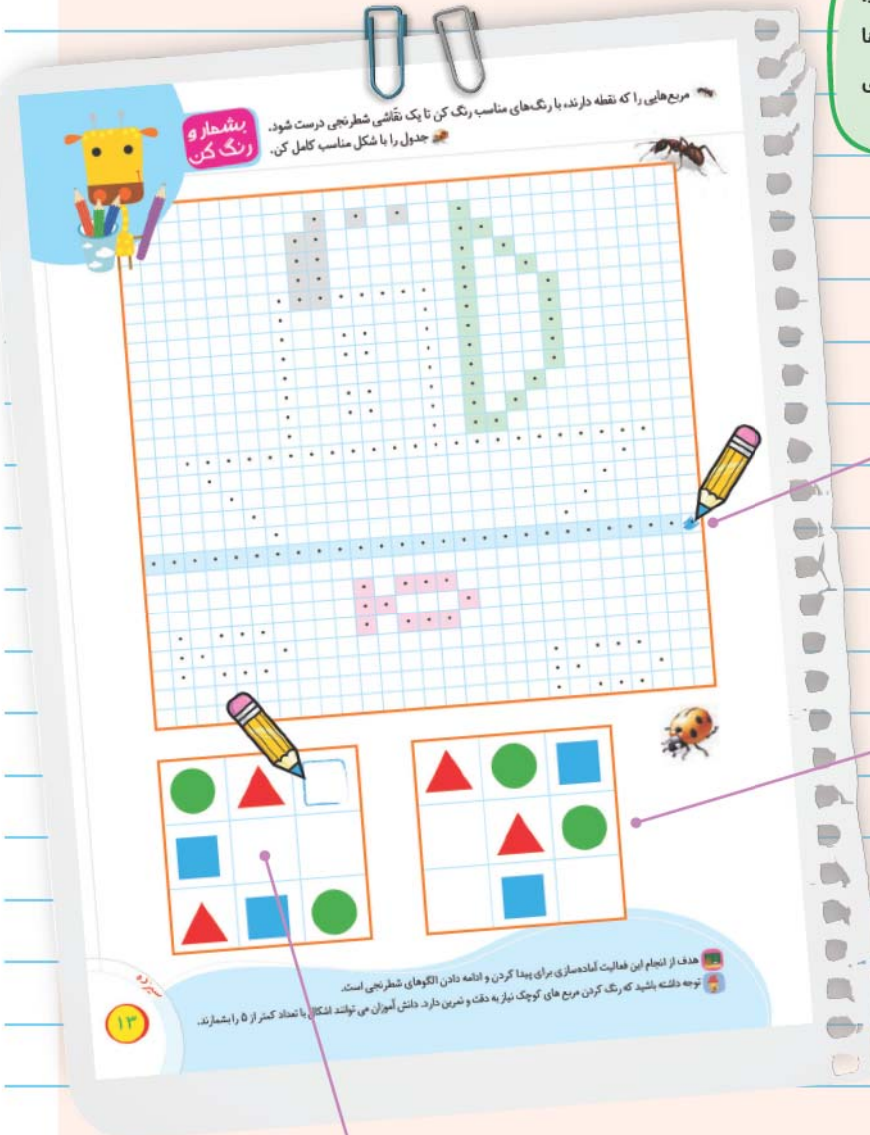 مربع‌هایی را که نقطه دارند، با رنگ‌های مناسب رنگ کن تا یک نقّاشی شطرنجی درست شود.
جدول را با شکل مناسب کامل کن.
بشمار و
رنگ کن
هدف از انجام این فعالیت آماده‌سازی برای پیدا کردن و ادامه دادن الگوهای شطرنجی است.
توجه داشته باشید که رنگ کردن مربع های کوچک نیاز به دقت و تمرین دارد. دانش آموزان می توانند اشکال با تعداد کمتر از ۵ را بشمارند.
سیزده
۱۳